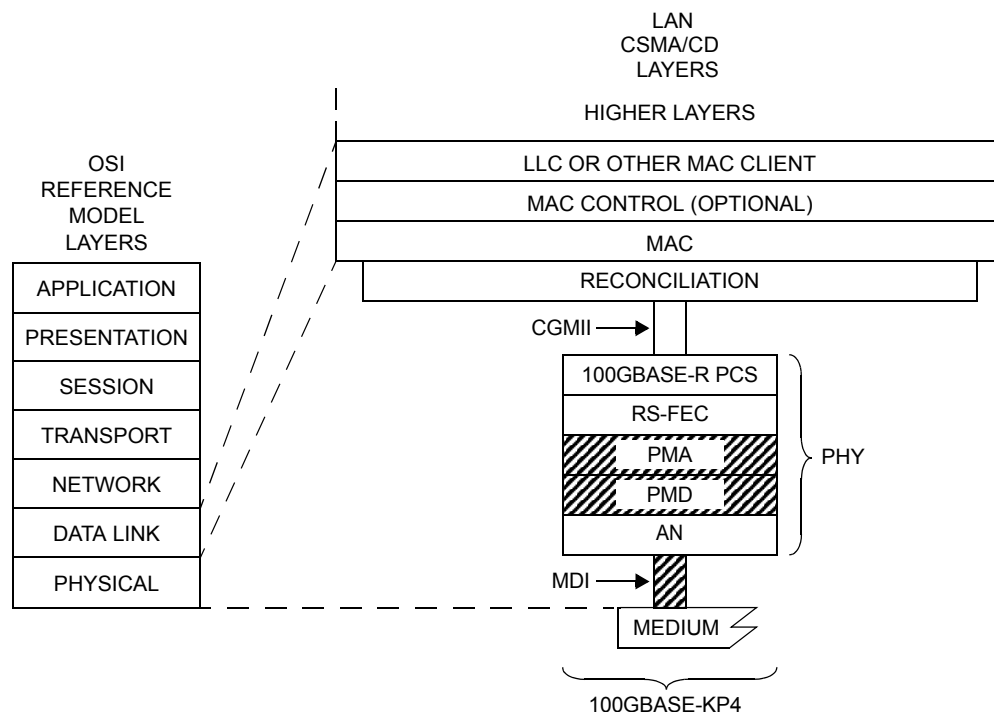 LAN
CSMA/CD
LAYERS
HIGHER LAYERS
LLC OR OTHER MAC CLIENT
MAC CONTROL (OPTIONAL)
MAC
RECONCILIATION
OSI
REFERENCE
MODEL
LAYERS
APPLICATION
PRESENTATION
SESSION
TRANSPORT
NETWORK
DATA LINK
PHYSICAL
CGMII
100GBASE-R PCS
RS-FEC
PMA
PMD
AN
PHY
MDI
MEDIUM
100GBASE-KP4